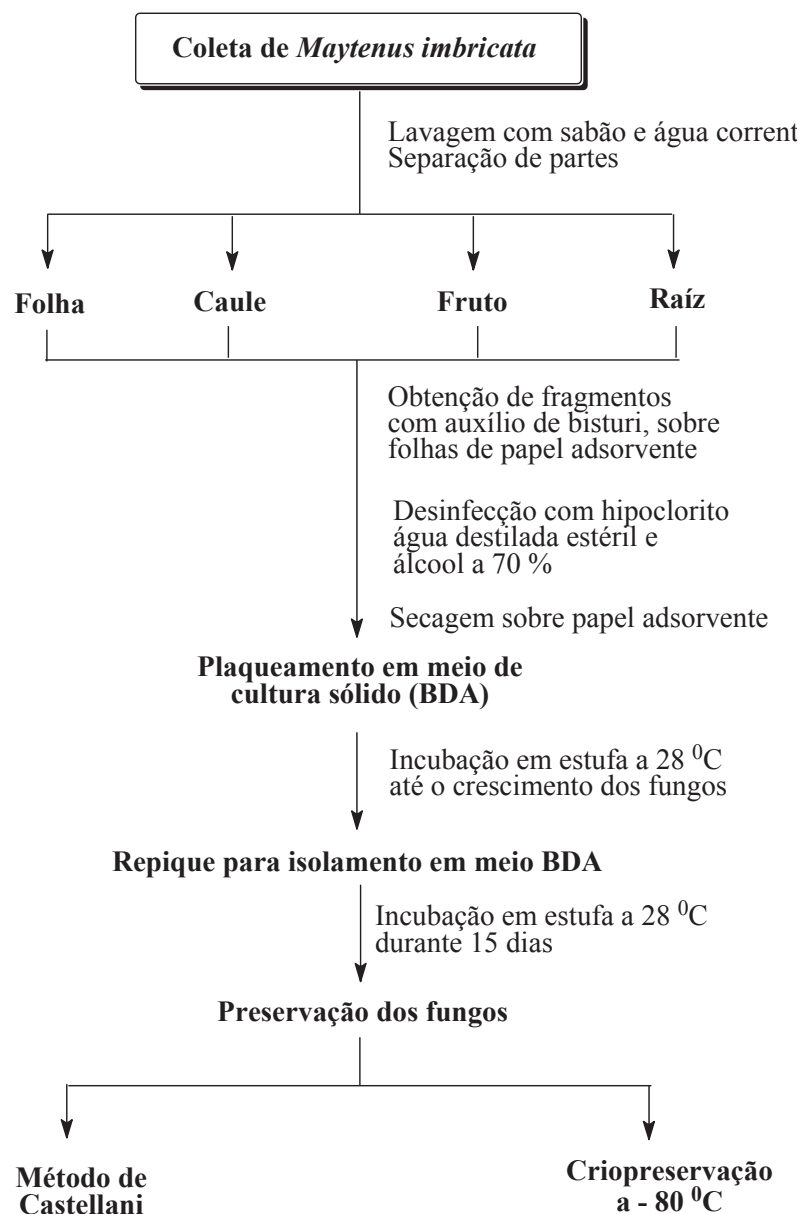 Coleta de Maytenus imbricata
Lavagem com sabão e água corrent
Separação de partes
Folha
Caule
Fruto
Raíz
Obtenção de fragmentos
com auxílio de bisturi, sobre
folhas de papel adsorvente
Desinfecção com hipoclorito
água destilada estéril e
álcool a 70 %
Secagem sobre papel adsorvente
Plaqueamento em meio de
cultura sólido (BDA)
Incubação em estufa a 28 ⁰C
até o crescimento dos fungos
Repique para isolamento em meio BDA
Incubação em estufa a 28 ⁰C
durante 15 dias
Preservação dos fungos
Método de
Castellani
Criopreservação
a - 80 ⁰C